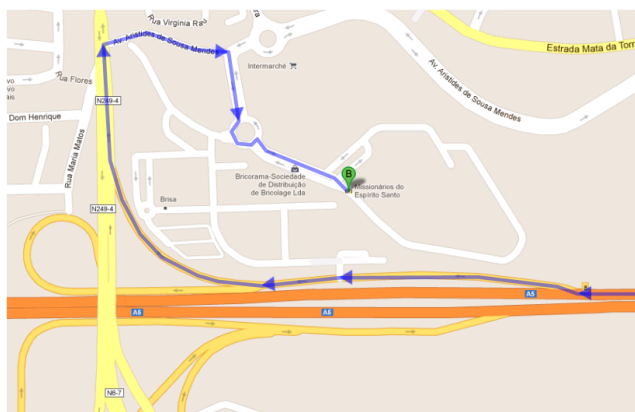 Rua Virgínia Ra
Av. Aristides de Sousa Mendes
Intermarché
Estrada Mata da Torr
Rua Flores
N249-4
Dom Henrique
Av. Aristides de Sousa Mendes
Rua Maria Matos
B
Bricorama-Sociedade
de Distribuição
de Bricolage Lda
Missionários do
Espírito Santo
Brisa
N249-4
A5
A5
A5
N6-7